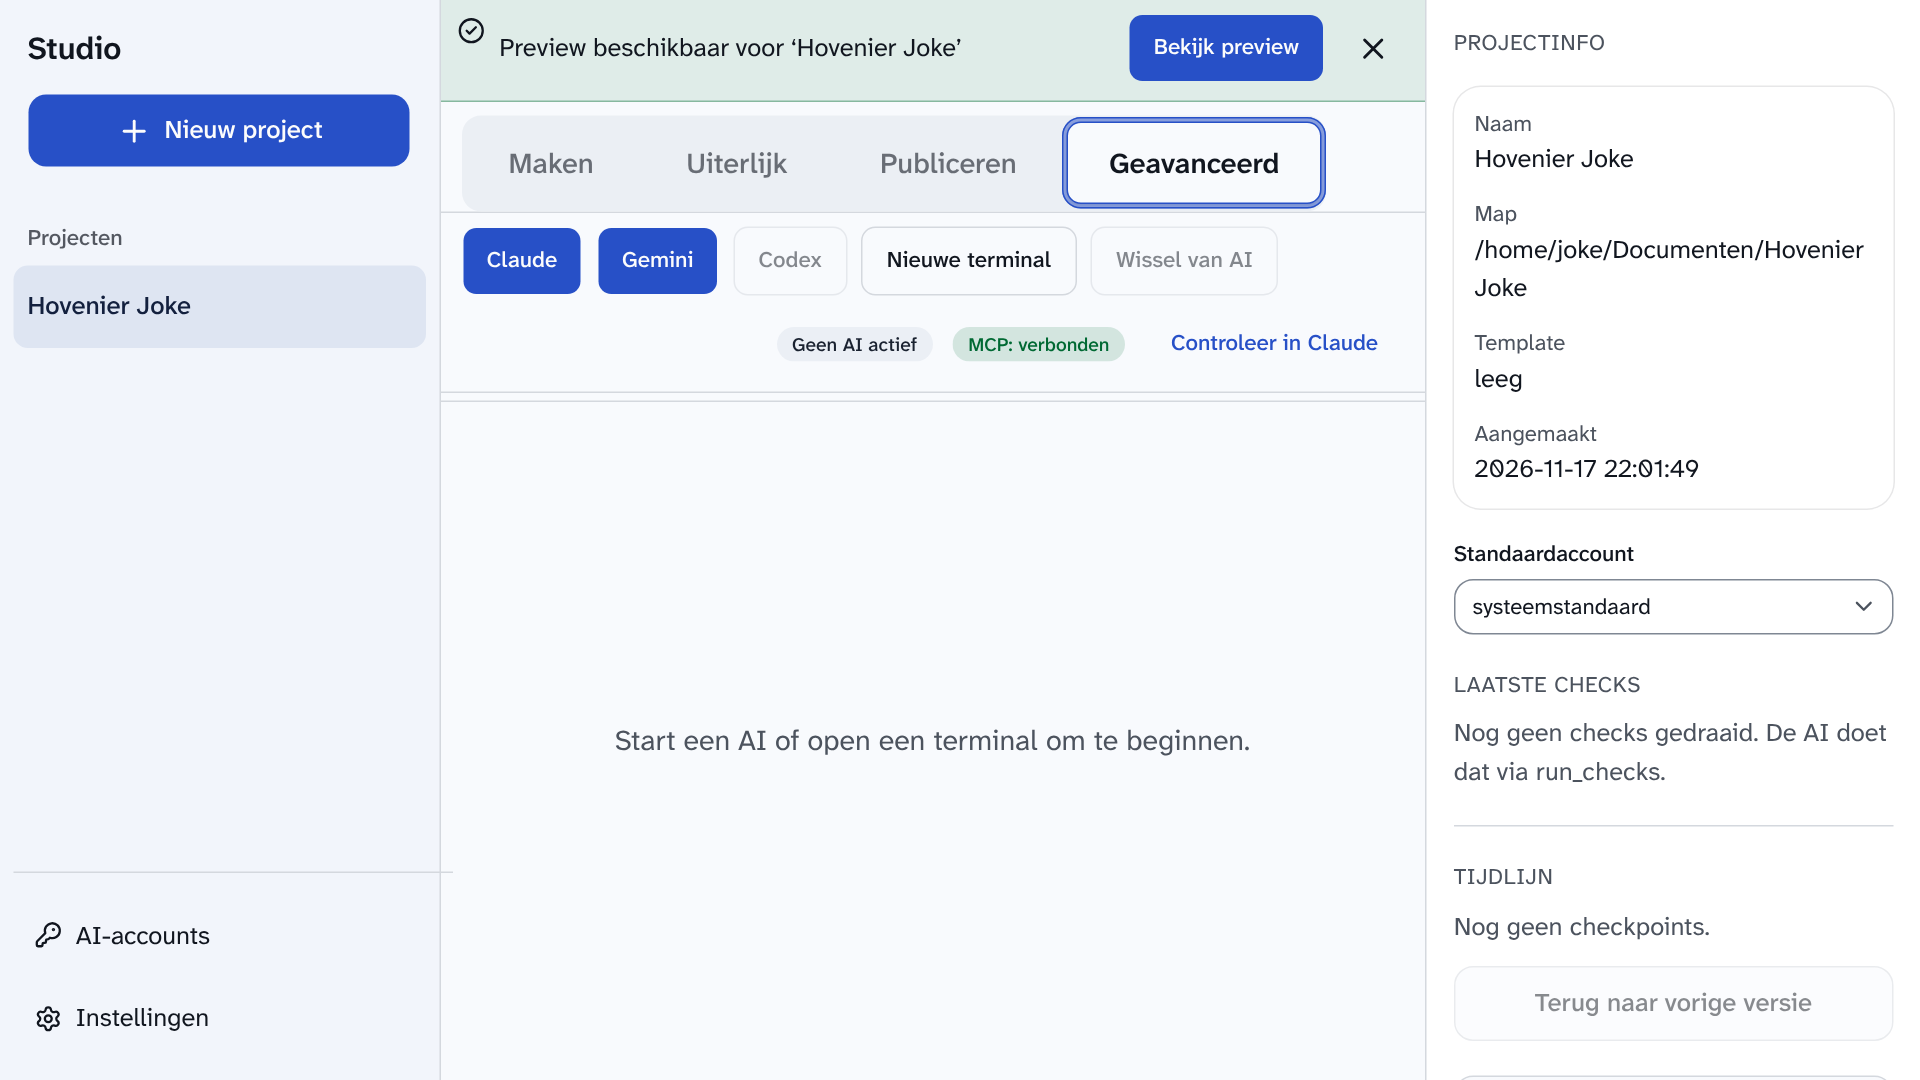 Studio
Nieuw project
Projecten
Hovenier Joke
AI-accounts
Instellingen
Preview beschikbaar voor ‘Hovenier Joke’
Bekijk preview
Maken
Uiterlijk
Publiceren
Geavanceerd
Claude
Gemini
Codex
Nieuwe terminal
Wissel van AI
Geen AI actief
MCP: verbonden
Controleer in Claude
Start een AI of open een terminal om te beginnen.
PROJECTINFO
Naam
Hovenier Joke
Map
/home/joke/Documenten/Hovenier
Joke
Template
leeg
Aangemaakt
2026-11-17 22:01:49
Standaardaccount
systeemstandaard
LAATSTE CHECKS
Nog geen checks gedraaid. De AI doet
dat via run_checks.
TIJDLIJN
Nog geen checkpoints.
Terug naar vorige versie